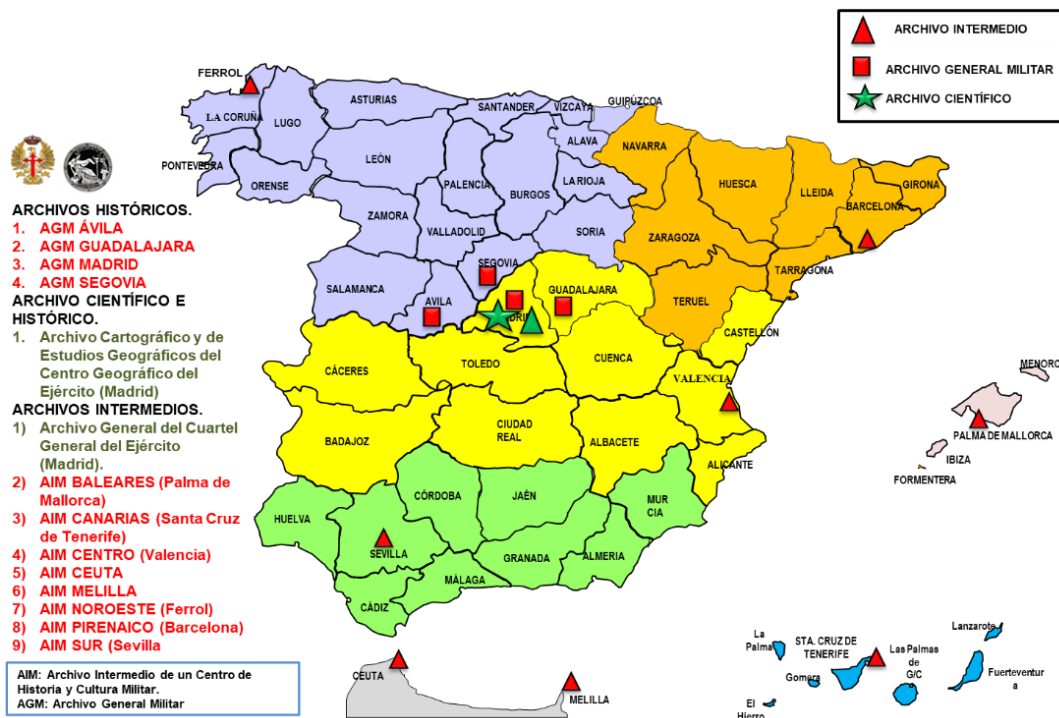 ARCHIVO INTERMEDIO
ARCHIVO GENERAL MILITAR
ARCHIVO CIENTÍFICO
FERROL
LA CORUÑA
LUGO
ASTURIAS
SANTANDER
VIZCAYA
GUIPÚZCOA
ALAVA
NAVARRA
PONTEVEDRA
ORENSE
LEÓN
PALENCIA
BURGOS
LA RIOJA
HUESCA
LLEIDA
GIRONA
BARCELONA
ZAMORA
VALLADOLID
SORIA
ZARAGOZA
TARRAGONA
SEGOVIA
SALAMANCA
AVILA
GUADALAJARA
TERUEL
DRI
CASTELLÓN
CÁCERES
TOLEDO
CUENCA
VALENCIA
MENORC
PALMA DE MALLORCA
IBIZA
FORMENTERA
BADAJOZ
CIUDAD
REAL
ALBACETE
ALICANTE
HUELVA
SEVILLA
CÓRDOBA
JAÉN
MUR
CIA
GRANADA
ALMERIA
MÁLAGA
CÁDIZ
CEUTA
MELILLA
La
Palma
STA. CRUZ DE
TENERIFE
Gomera
El
Hierro
Las Palmas
de
G/C
Lanzarote
Fuerteventur
a
ARCHIVOS HISTÓRICOS.
1. AGM ÁVILA
2. AGM GUADALAJARA
3. AGM MADRID
4. AGM SEGOVIA
ARCHIVO CIENTÍFICO E
HISTÓRICO.
1. Archivo Cartográfico y de
Estudios Geográficos del
Centro Geográfico del
Ejército (Madrid)
ARCHIVOS INTERMEDIOS.
1) Archivo General del Cuartel
General del Ejército
(Madrid).
2) AIM BALEARES (Palma de
Mallorca)
3) AIM CANARIAS (Santa Cruz
de Tenerife)
4) AIM CENTRO (Valencia)
5) AIM CEUTA
6) AIM MELILLA
7) AIM NOROESTE (Ferrol)
8) AIM PIRENAICO (Barcelona)
9) AIM SUR (Sevilla
AIM: Archivo Intermedio de un Centro de
Historia y Cultura Militar.
AGM: Archivo General Militar